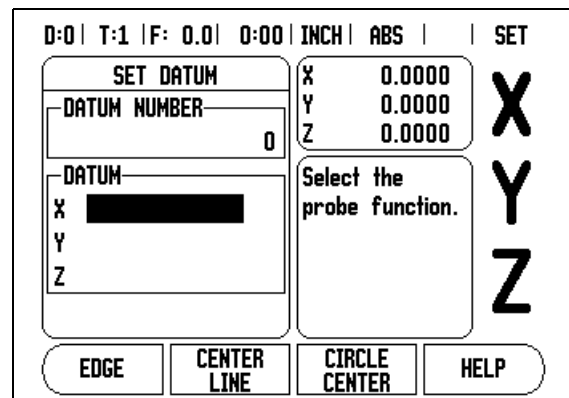 D:0 | T:1 | F: 0.0 | 0:00 | INCH | ABS | | SET
SET DATUM
DATUM NUMBER
0
DATUM
X
Y
Z
X 0.0000
Y 0.0000
Z 0.0000
Select the
probe function.
X
Y
Z
EDGE
CENTER
LINE
CIRCLE
CENTER
HELP